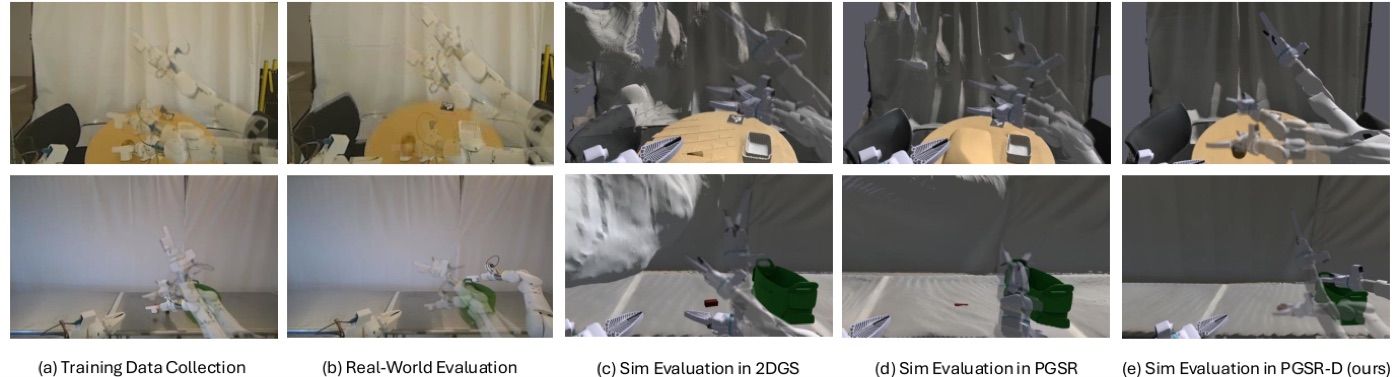 (a) Training Data Collection
(b) Real-World Evaluation
(c) Sim Evaluation in 2DGS
(d) Sim Evaluation in PGSR
(e) Sim Evaluation in PGSR-D (ours)